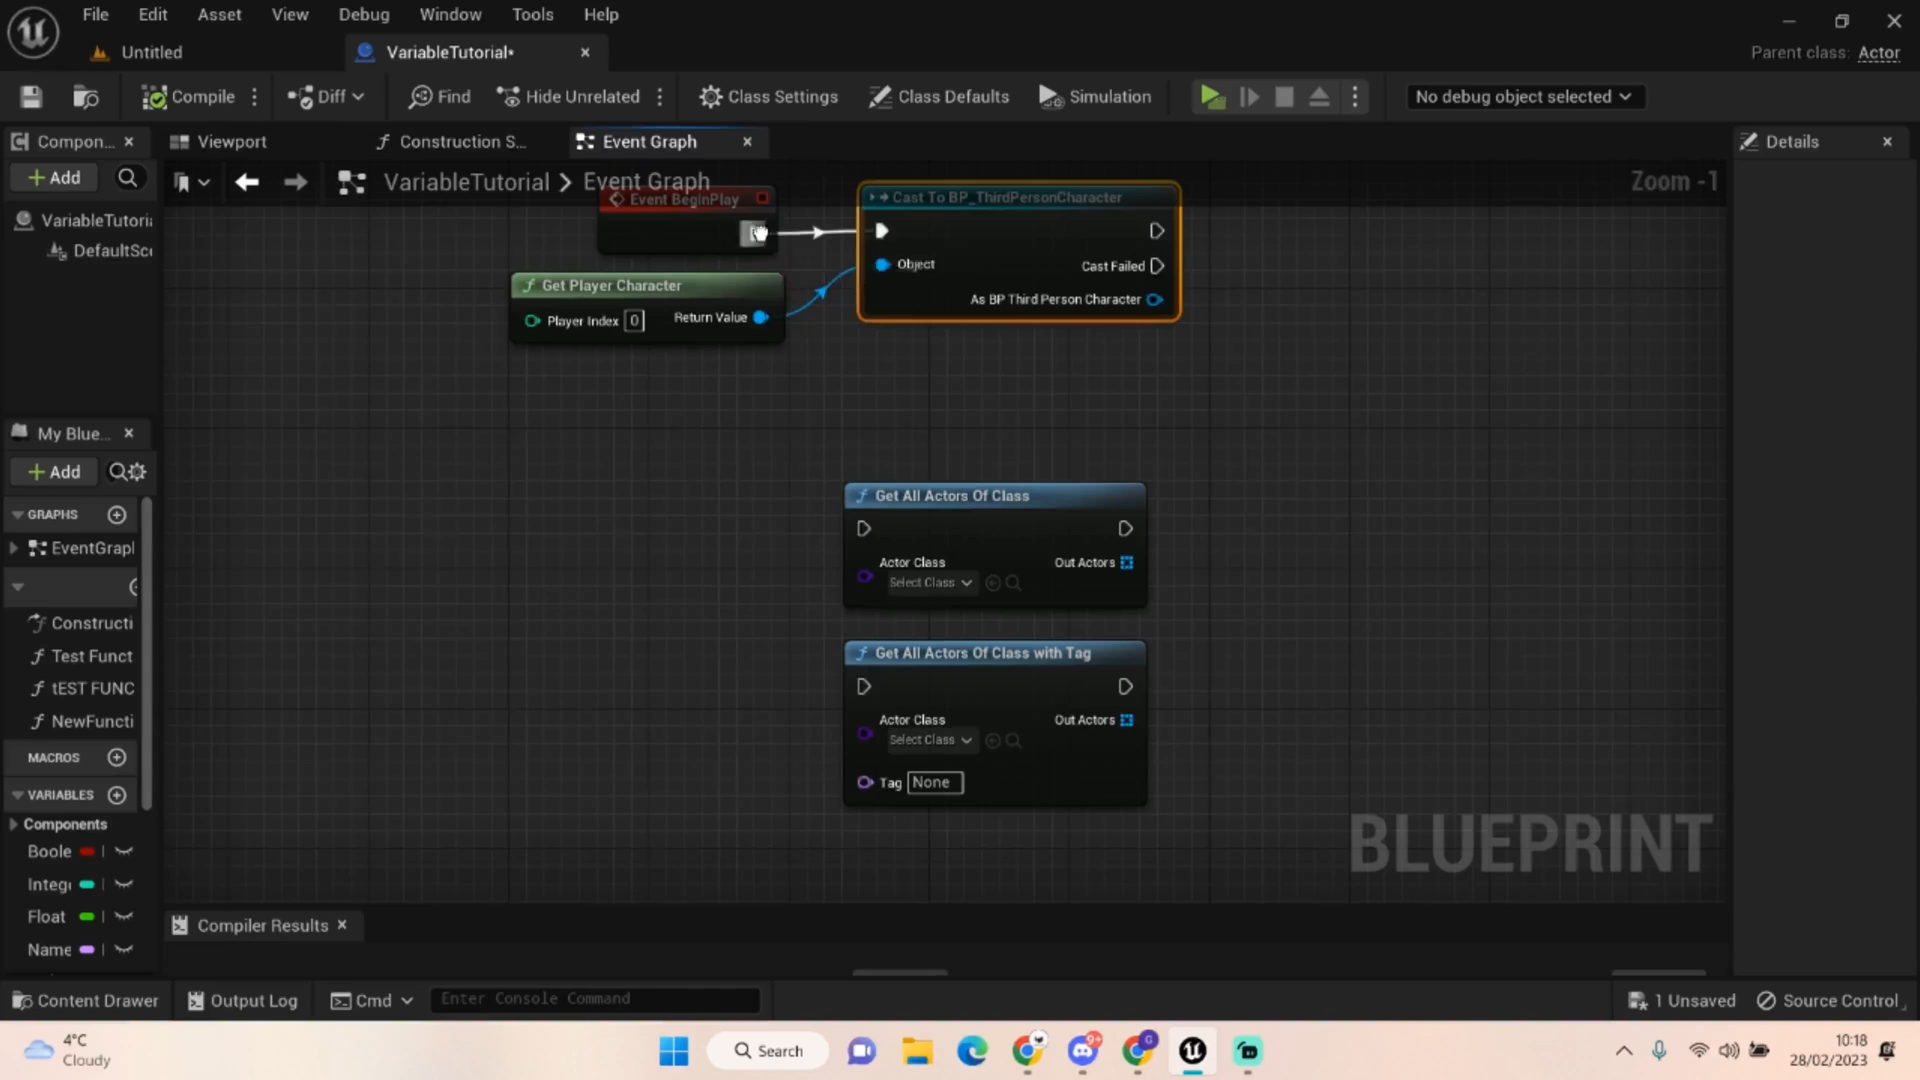 File Edit Asset View Debug Window Tools Help
Untitled VariableTutorial* Parent class: Actor
Compile Diff Find Hide Unrelated Class Settings Class Defaults Simulation No debug object selected
Compon... Viewport Construction S... Event Graph Details
+ Add VariableTutorial > Event Graph Zoom -1
VariableTutoria
DefaultSce
Event BeginPlay
Cast To BP_ThirdPersonCharacter
Object
Cast Failed
As BP Third Person Character
Get Player Character
Player Index 0 Return Value
My Blue...
+ Add
GRAPHS
EventGraph
Constructi
Test Funct
tEST FUNC
NewFuncti
MACROS
VARIABLES
Components
Boole
Integ
Float
Name
Get All Actors Of Class
Actor Class Out Actors
Select Class
Get All Actors Of Class with Tag
Actor Class Out Actors
Select Class
Tag None
BLUEPRINT
Compiler Results
Content Drawer Output Log Cmd Enter Console Command 1 Unsaved Source Control
4°C
Cloudy
Search
9+
G
10:18
28/02/2023